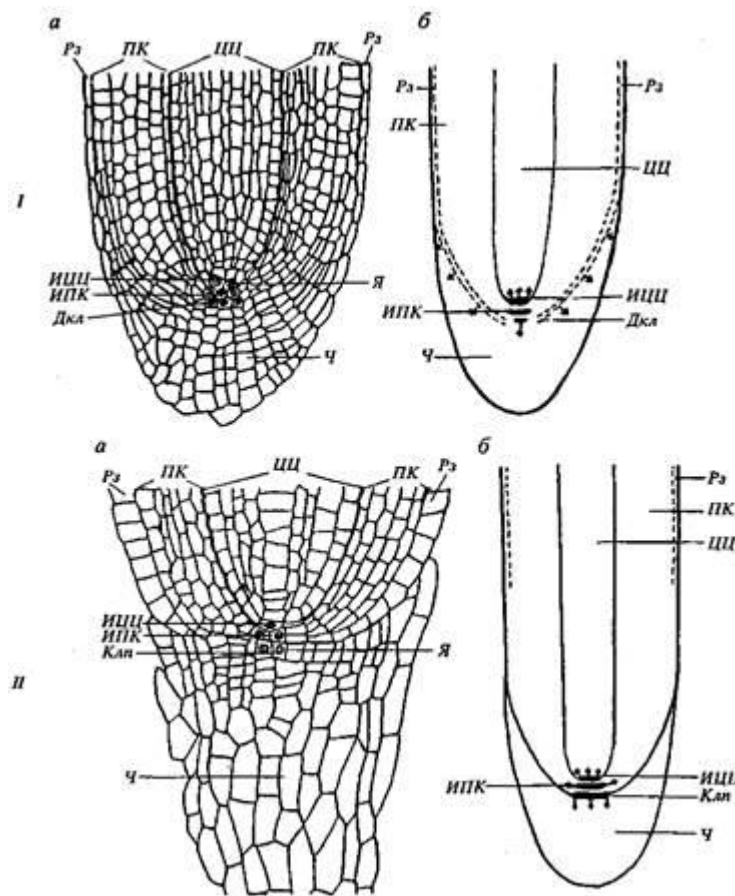 а б
Рз ПК ЦЦ ПК Рз
Рз Рз
ПК
ЦЦ
I
ИЦЦ Я
ИПК
Дкл
Ч
ИЦЦ
ИПК Дкл
Ч
а б
Рз ПК ЦЦ ПК Рз
Рз
ПК
ЦЦ
ИЦЦ
ИПК
Клп Я
II
Ч
ИЦЦ
ИПК Клп
Ч